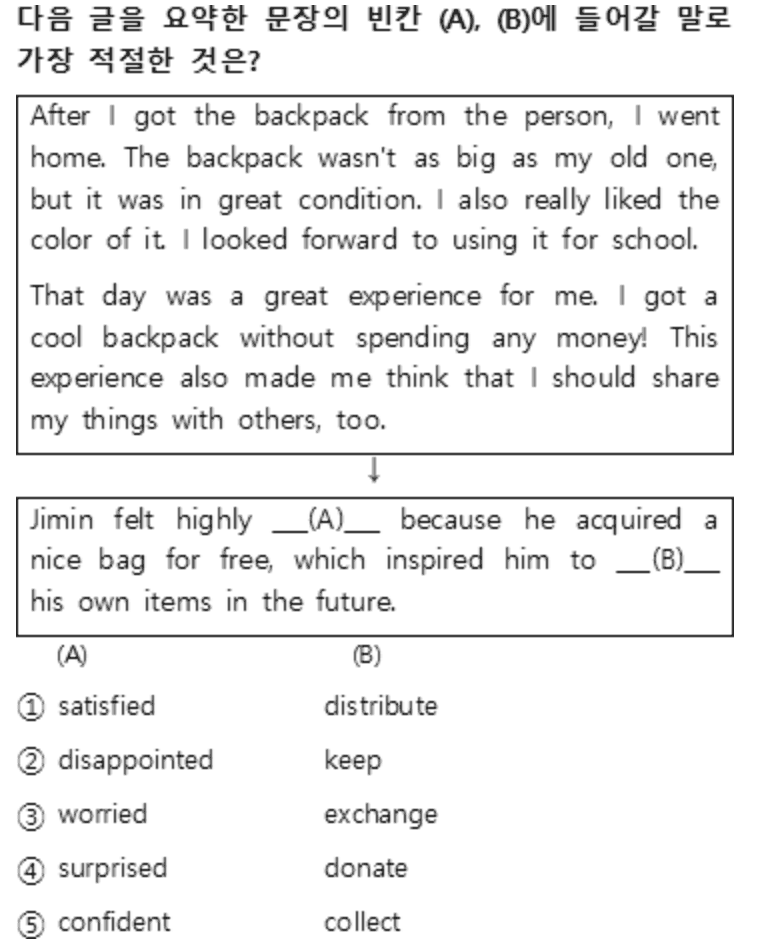 다음 글을 요약한 문장의 빈칸 (A), (B)에 들어갈 말로
가장 적절한 것은?
After I got the backpack from the person, I went
home. The backpack wasn't as big as my old one,
but it was in great condition. I also really liked the
color of it. I looked forward to using it for school.
That day was a great experience for me. I got a
cool backpack without spending any money! This
experience also made me think that I should share
my things with others, too.
↓
Jimin felt highly __(A)__ because he acquired a
nice bag for free, which inspired him to __(B)__
his own items in the future.
(A) (B)
① satisfied distribute
② disappointed keep
③ worried exchange
④ surprised donate
⑤ confident collect